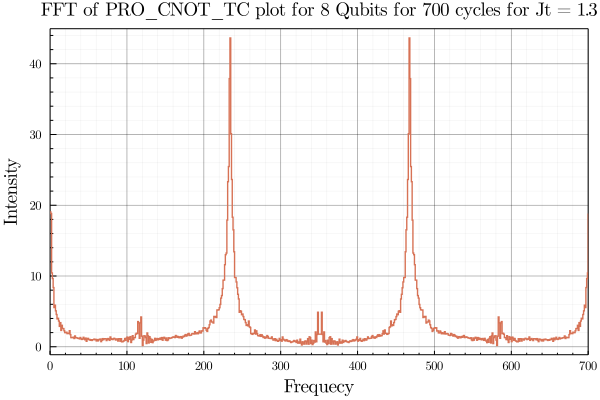 FFT of PRO_CNOT_TC plot for 8 Qubits for 700 cycles for Jt = 1.3
Intensity
40
30
20
10
0
0 100 200 300 400 500 600 700
Frequecy